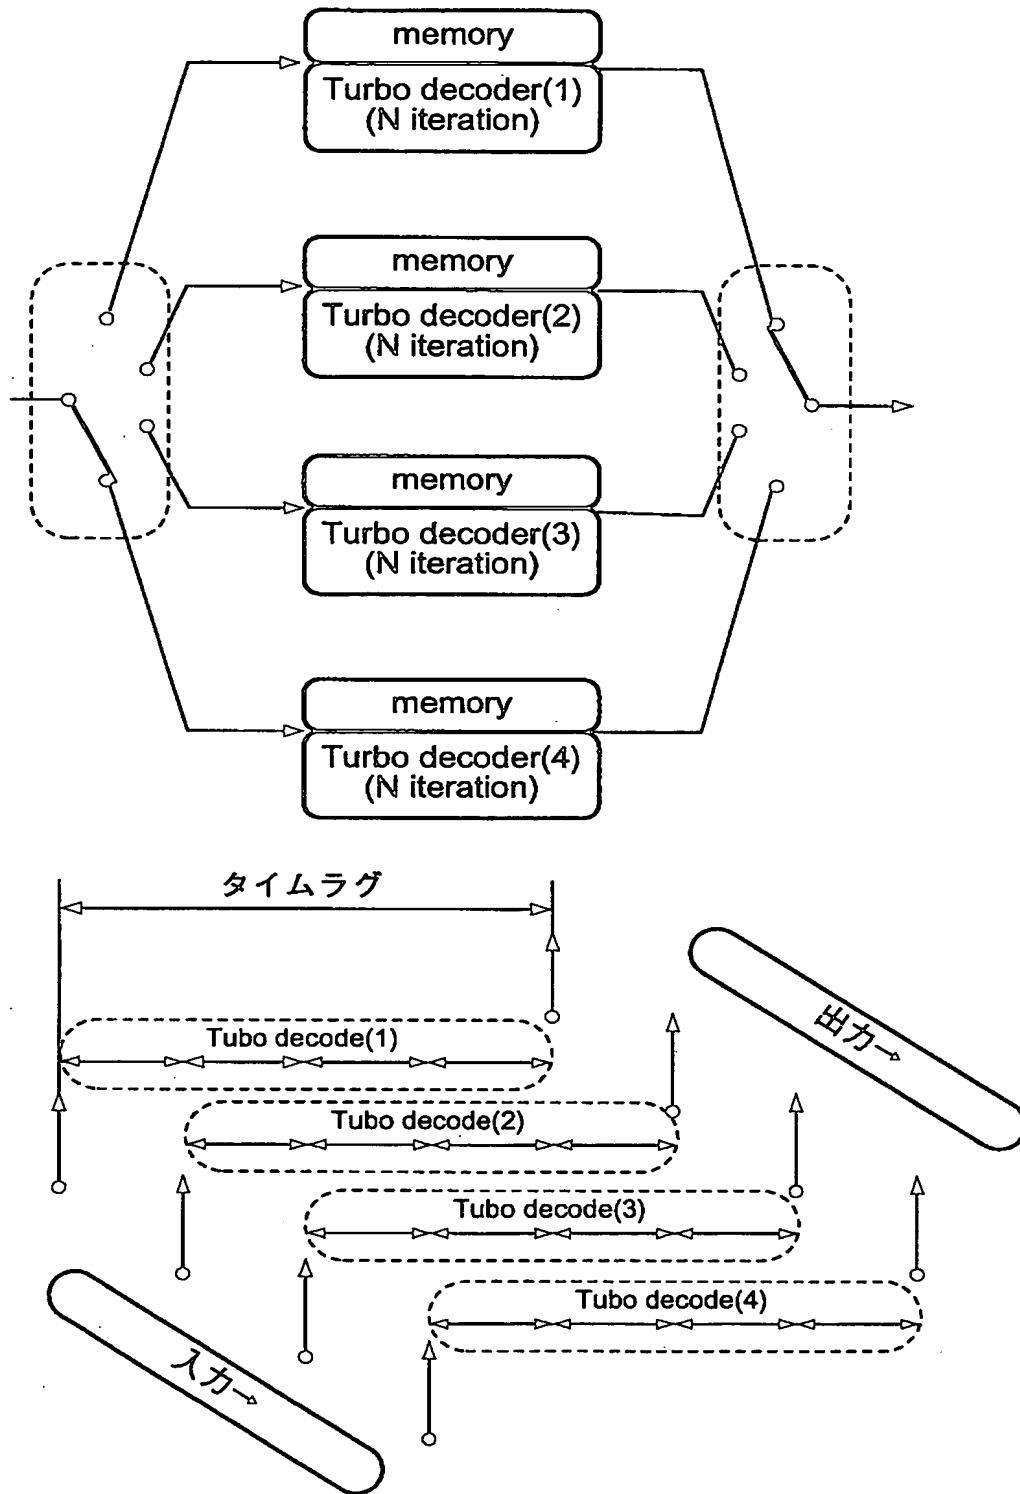 memory
Turbo decoder(1)
(N iteration)
memory
Turbo decoder(2)
(N iteration)
memory
Turbo decoder(3)
(N iteration)
memory
Turbo decoder(4)
(N iteration)
タイムラグ
Tubo decode(1)
出力→
Tubo decode(2)
Tubo decode(3)
Tubo decode(4)
入力→